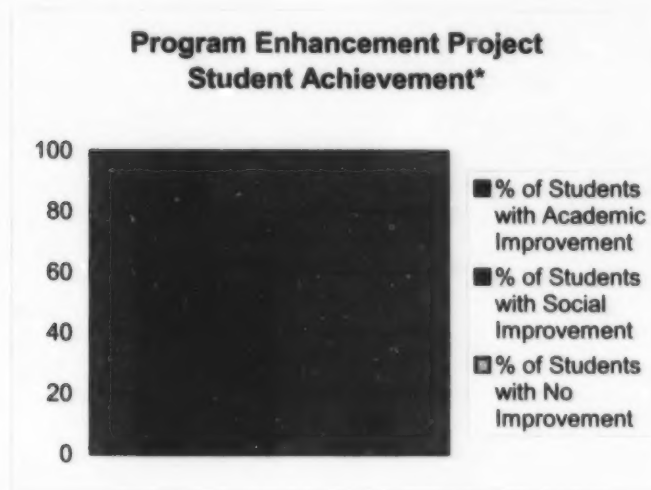 Program Enhancement Project
Student Achievement*
100
80
60
40
20
0
% of Students
with Academic
Improvement
% of Students
with Social
Improvement
% of Students
with No
Improvement